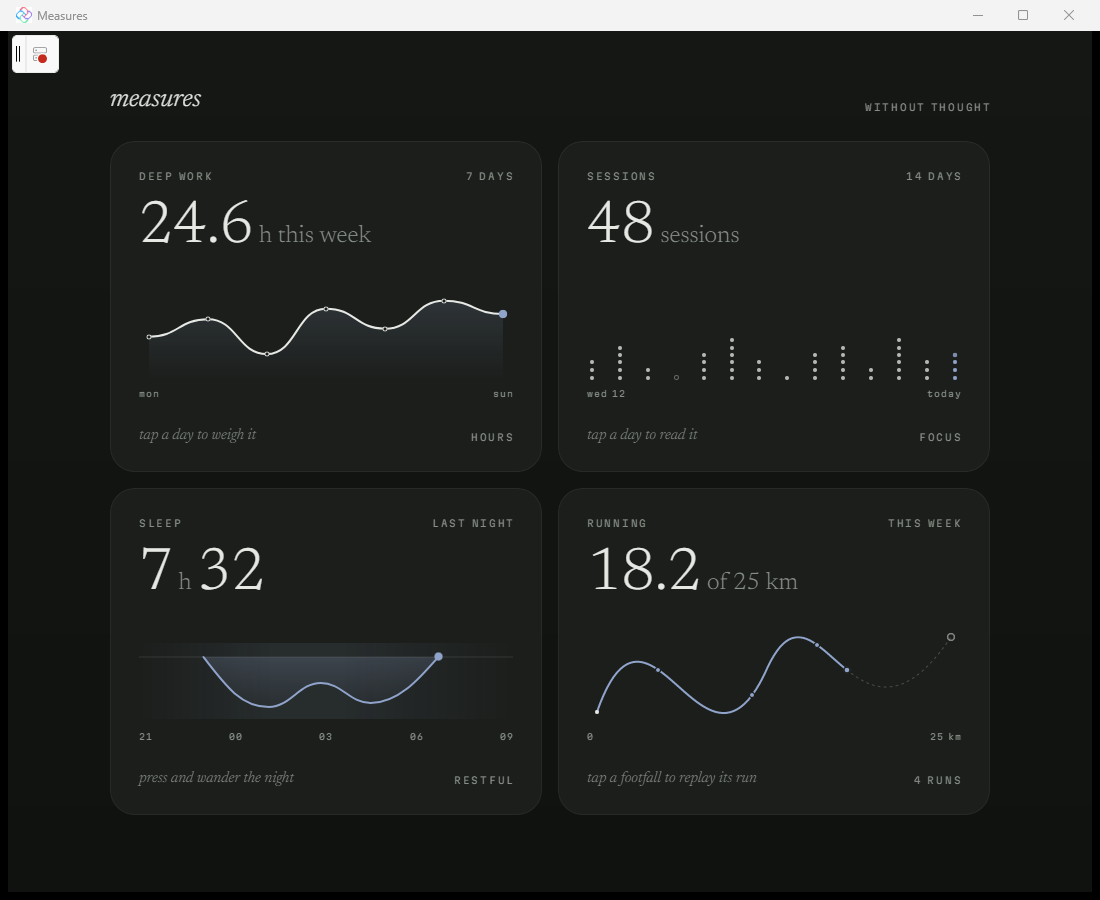 Measures
measures
WITHOUT THOUGHT
DEEP WORK
7 DAYS
24.6 h this week
mon
sun
tap a day to weigh it
HOURS
SESSIONS
14 DAYS
48 sessions
wed 12
today
tap a day to read it
FOCUS
SLEEP
LAST NIGHT
7 h 32
21 00 03 06 09
press and wander the night
RESTFUL
RUNNING
THIS WEEK
18.2 of 25 km
0
25 km
tap a footfall to replay its run
4 RUNS